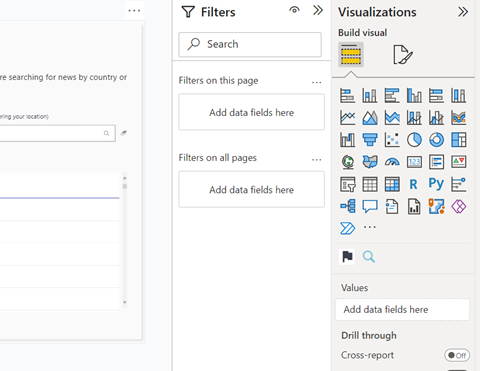 Filters
Search
Filters on this page
...
Add data fields here
Filters on all pages
...
Add data fields here
Visualizations
Build visual
123
R
Py
...
Values
Add data fields here
Drill through
Cross-report
Off
...
re searching for news by country or
ering your location)